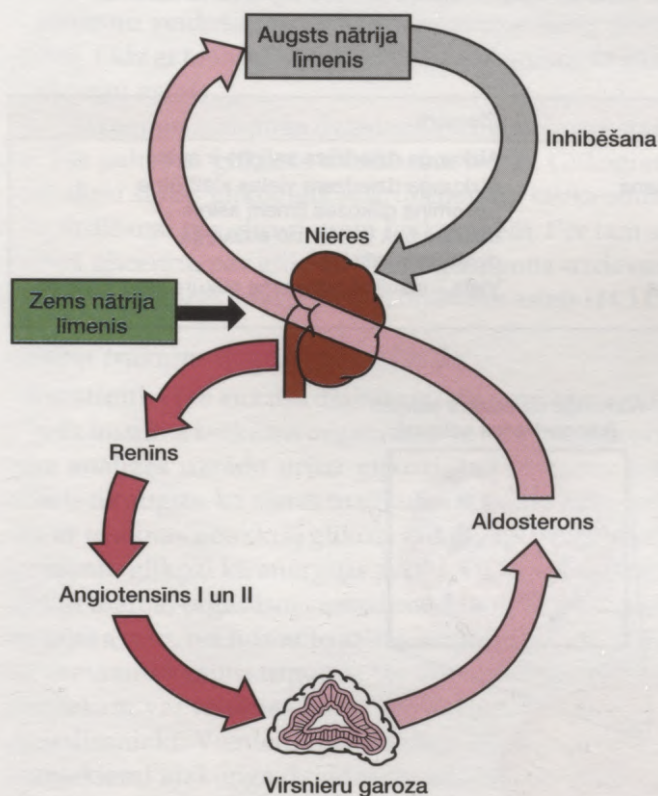 Augsts nātrija
līmenis
Inhibēšana
Nieres
Zems nātrija
līmenis
Renīns
Aldosterons
Angiotensīns I un II
Virsnieru garoza